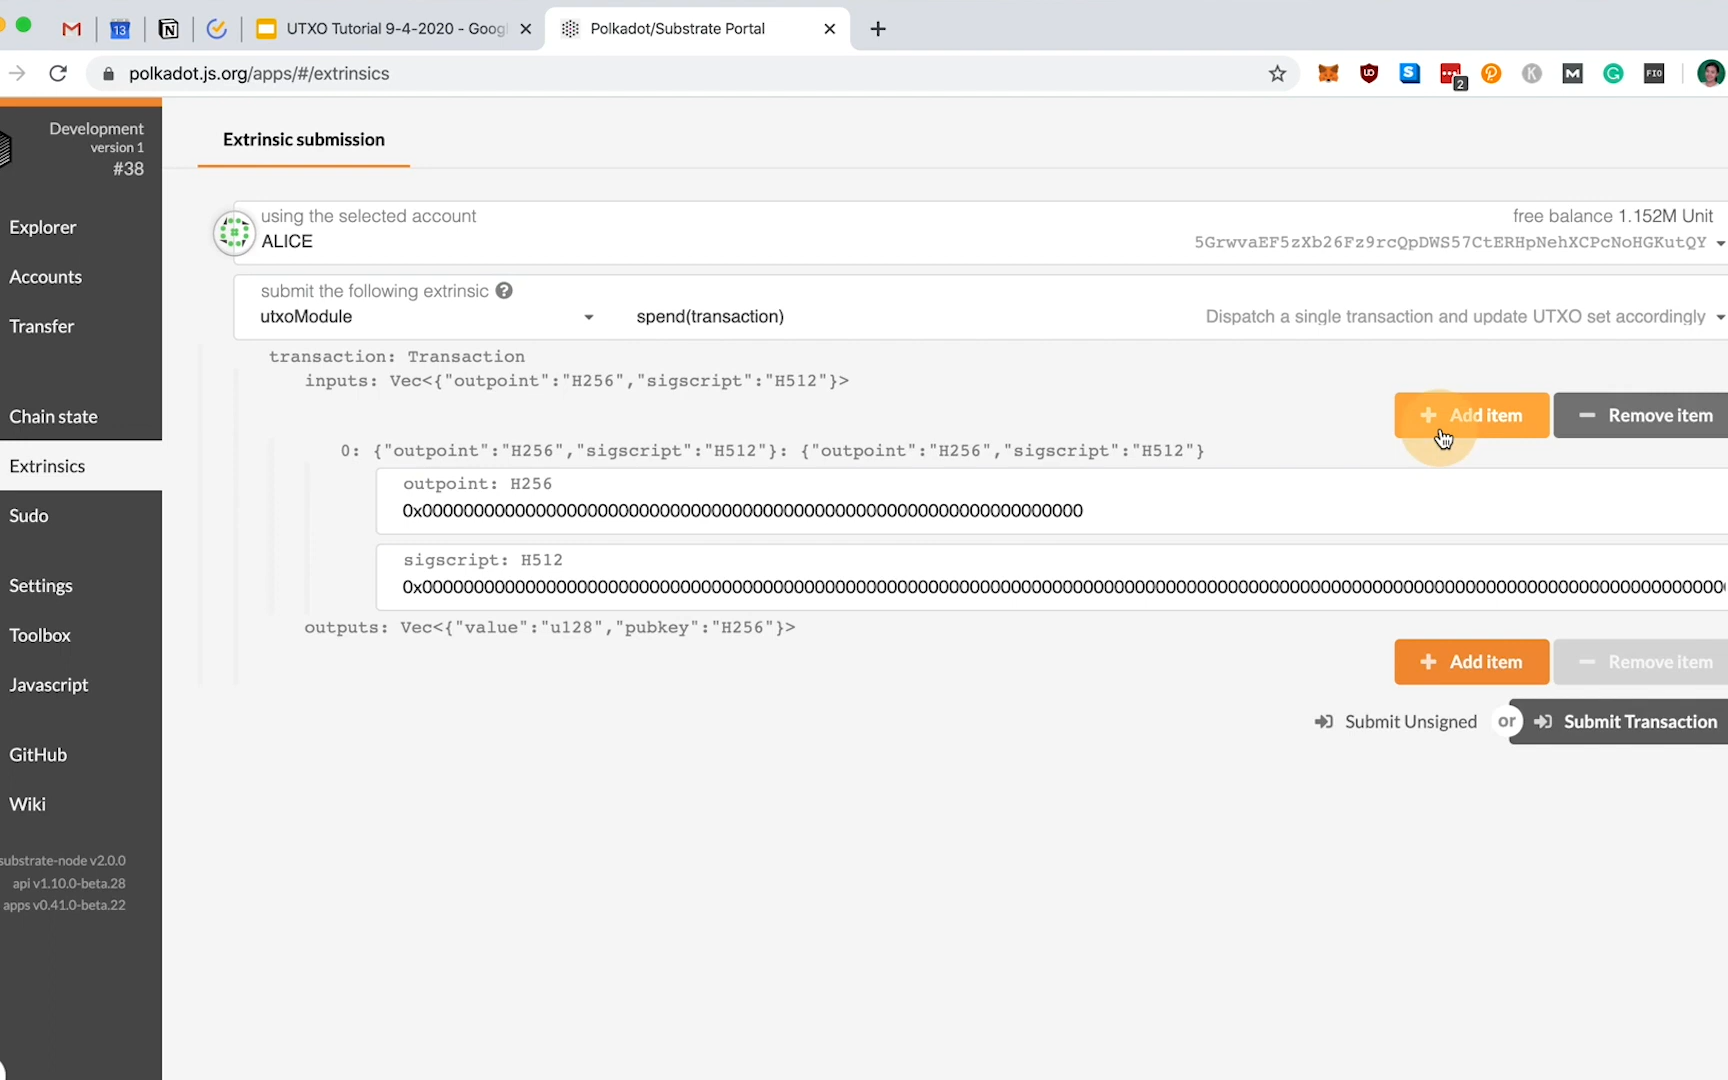 13
UTXO Tutorial 9-4-2020 - Goog
Polkadot/Substrate Portal
polkadot.js.org/apps/#/extrinsics
2
FIO
Development
version 1
#38
Explorer
Accounts
Transfer
Chain state
Extrinsics
Sudo
Settings
Toolbox
Javascript
GitHub
Wiki
substrate-node v2.0.0
api v1.10.0-beta.28
apps v0.41.0-beta.22
Extrinsic submission
using the selected account
ALICE
free balance 1.152M Unit
5GrwvaEF5zXb26Fz9rcQpDWS57CtERHpNehXCPcNoHGKutQY
submit the following extrinsic ?
utxoModule
spend(transaction)
Dispatch a single transaction and update UTXO set accordingly
transaction: Transaction
inputs: Vec<{"outpoint":"H256","sigscript":"H512"}>
+ Add item
− Remove item
0: {"outpoint":"H256","sigscript":"H512"}: {"outpoint":"H256","sigscript":"H512"}
outpoint: H256
0x0000000000000000000000000000000000000000000000000000000000000000
sigscript: H512
outputs: Vec<{"value":"u128","pubkey":"H256"}>
+ Add item
− Remove item
Submit Unsigned
or
Submit Transaction